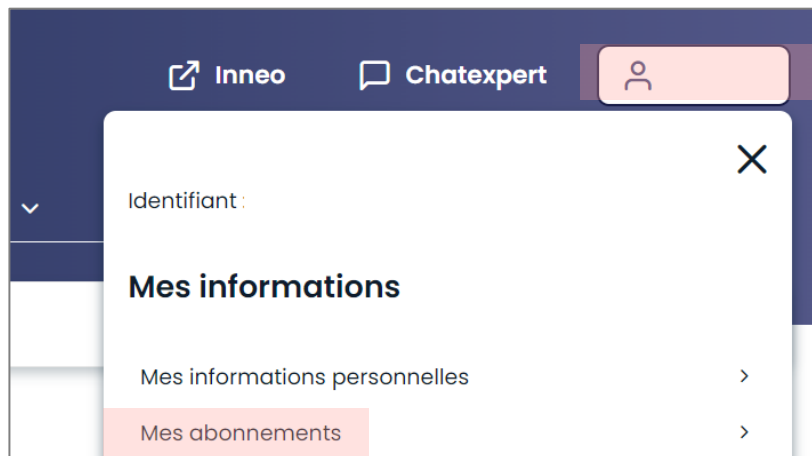 Inneo Chatexpert
Identifiant :
Mes informations
Mes informations personnelles
Mes abonnements